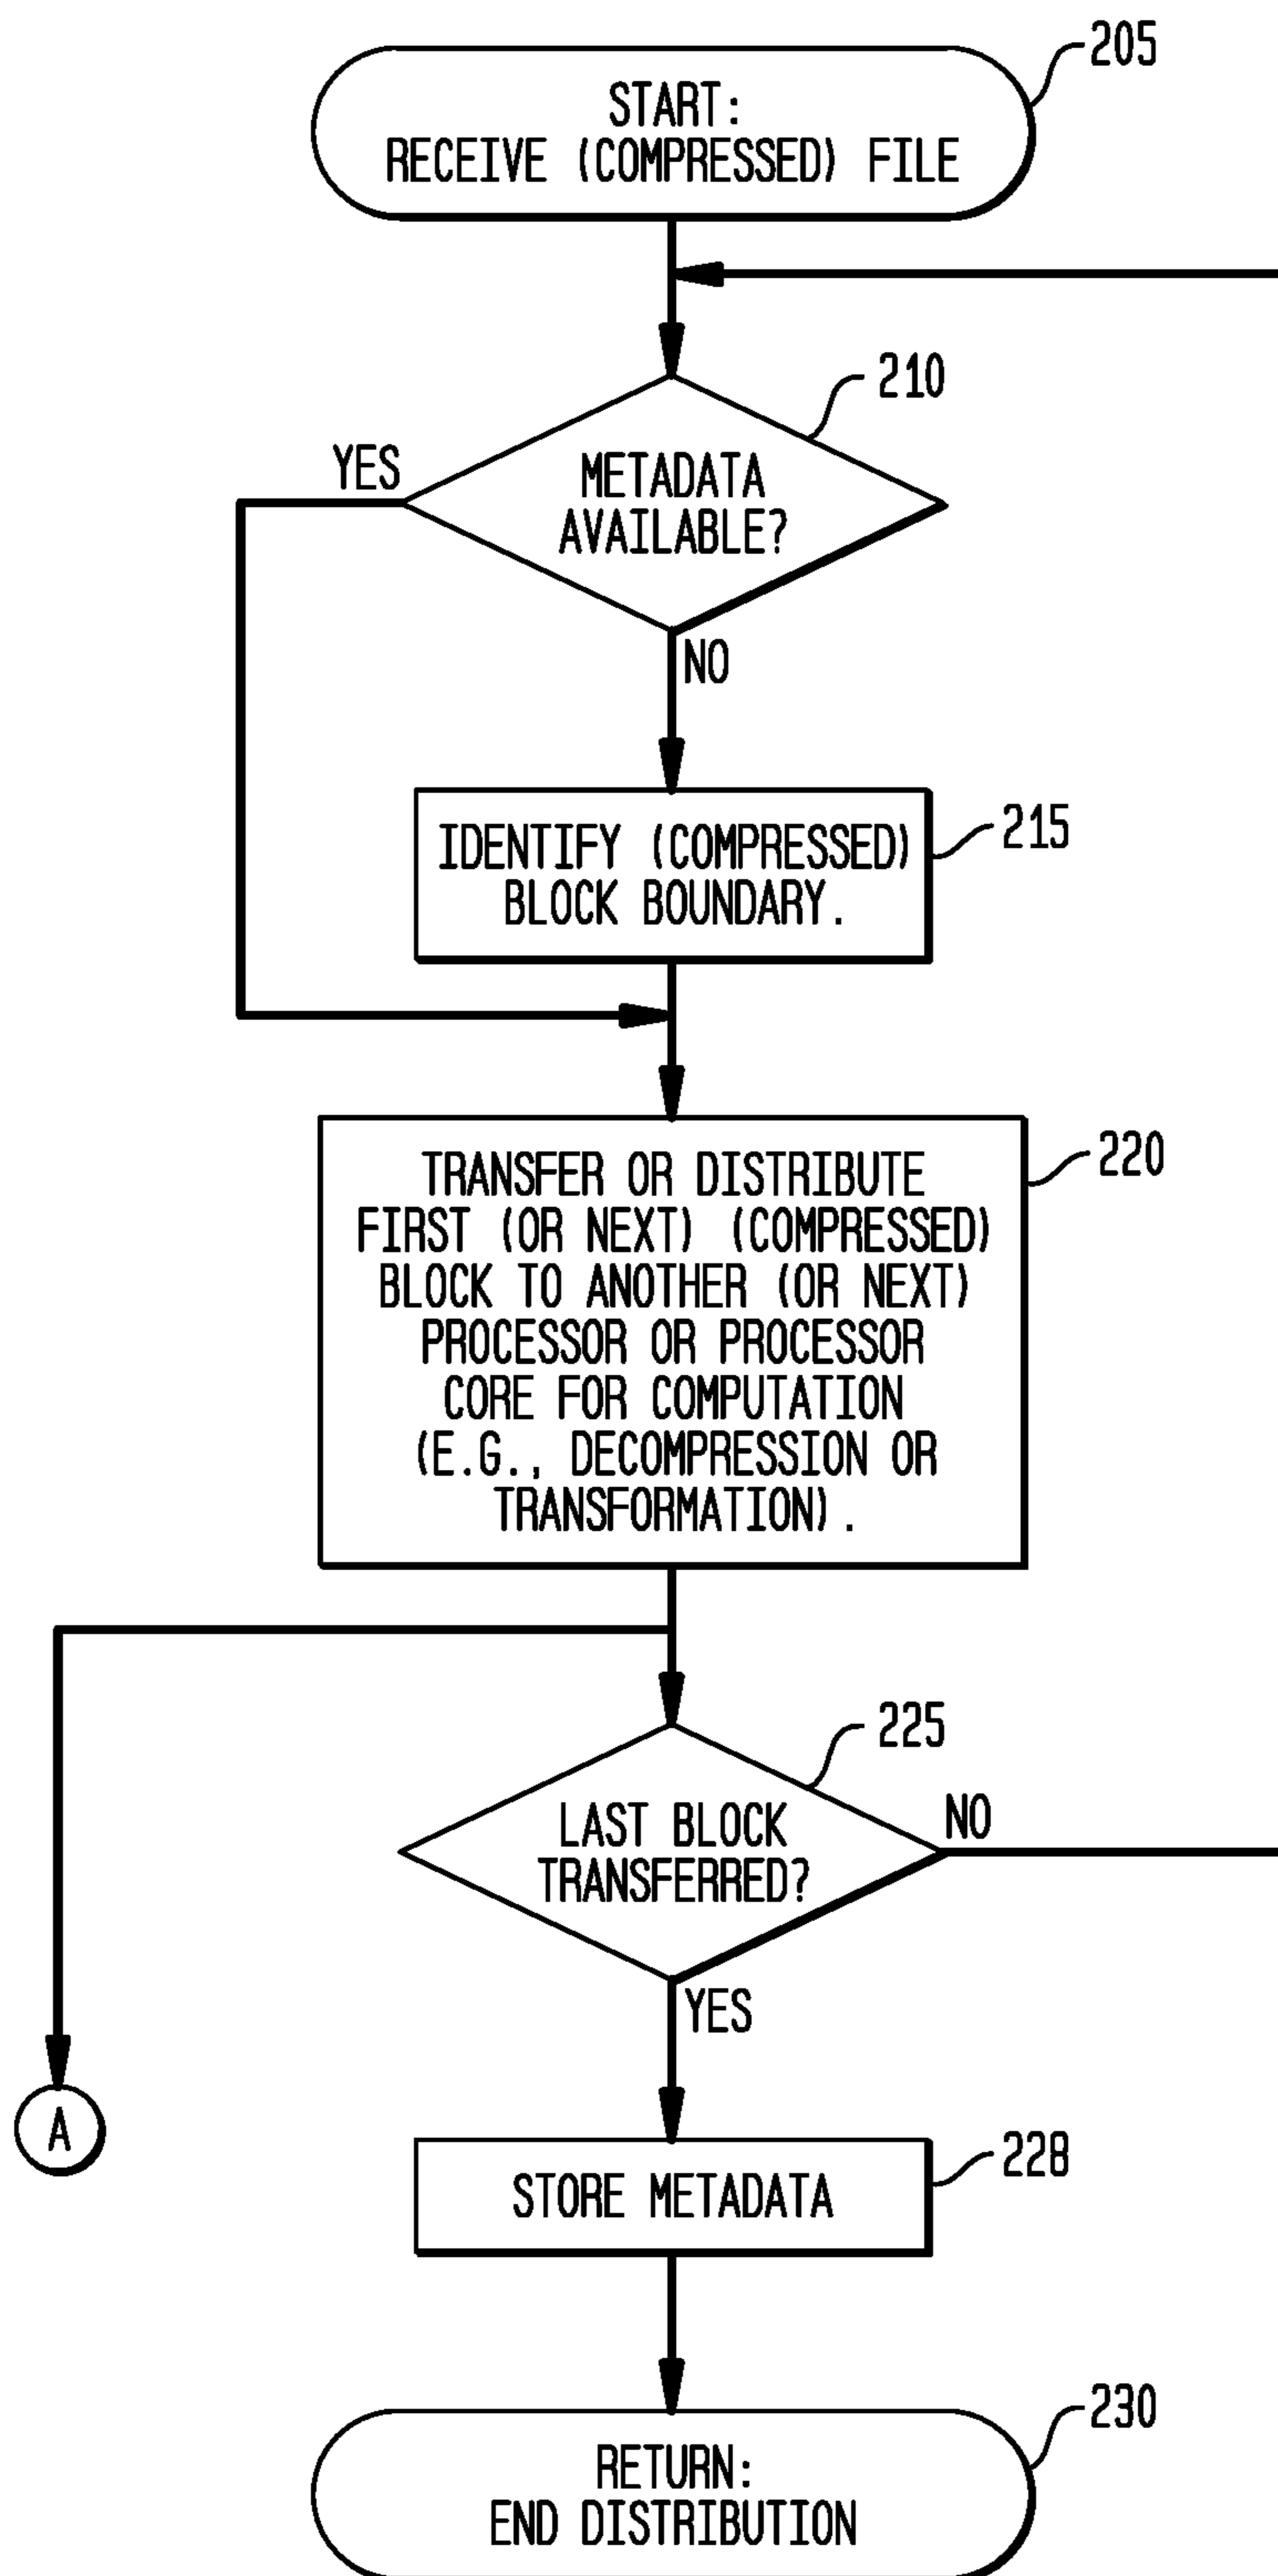 205
START:
RECEIVE (COMPRESSED) FILE
210
YES
METADATA
AVAILABLE?
NO
215
IDENTIFY (COMPRESSED)
BLOCK BOUNDARY.
220
TRANSFER OR DISTRIBUTE
FIRST (OR NEXT) (COMPRESSED)
BLOCK TO ANOTHER (OR NEXT)
PROCESSOR OR PROCESSOR
CORE FOR COMPUTATION
(E.G., DECOMPRESSION OR
TRANSFORMATION).
225
NO
LAST BLOCK
TRANSFERRED?
YES
A
228
STORE METADATA
230
RETURN:
END DISTRIBUTION